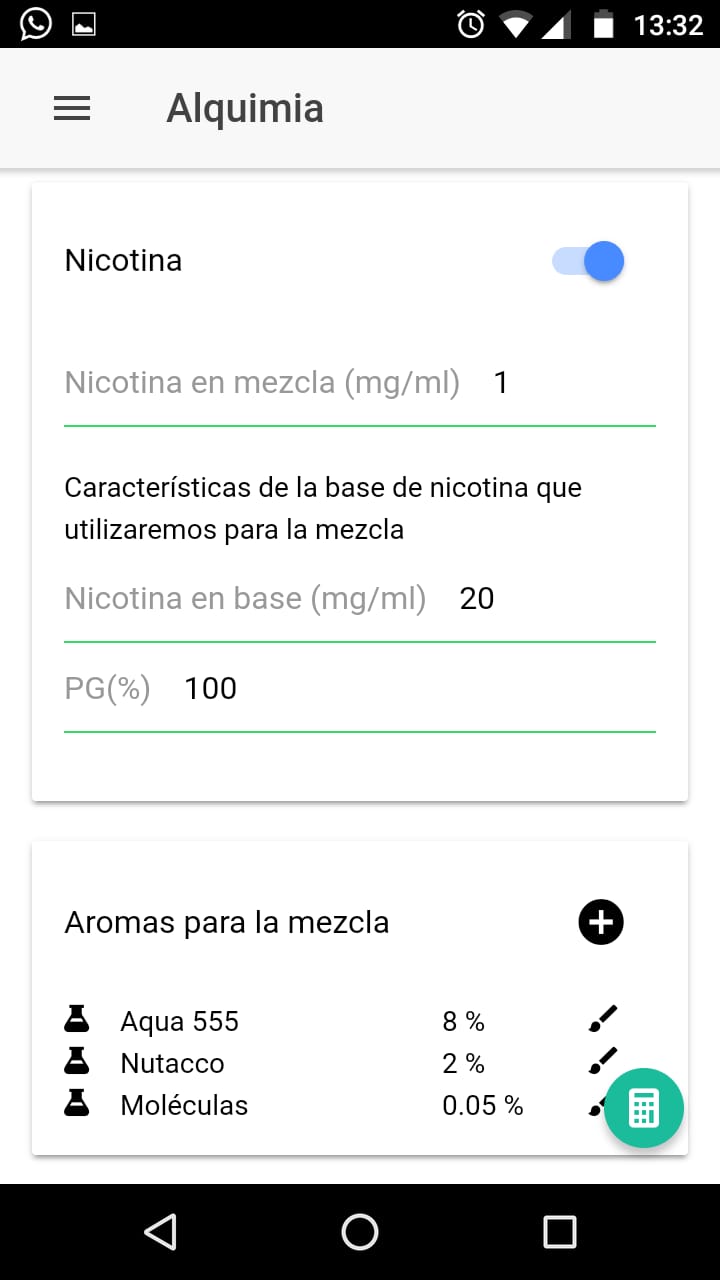 13:32
Alquimia
Nicotina
Nicotina en mezcla (mg/ml) 1
Características de la base de nicotina que
utilizaremos para la mezcla
Nicotina en base (mg/ml) 20
PG(%) 100
Aromas para la mezcla
Aqua 555 8 %
Nutacco 2 %
Moléculas 0.05 %